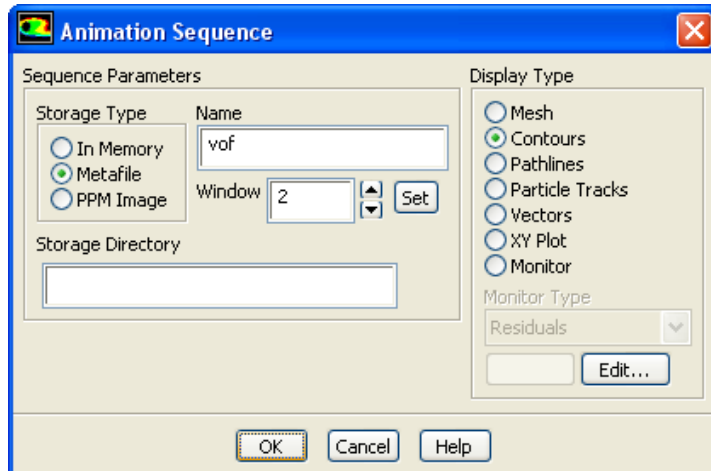 Animation Sequence
Sequence Parameters
Storage Type
In Memory
Metafile
PPM Image
Name
vof
Window
2
Set
Storage Directory
Display Type
Mesh
Contours
Pathlines
Particle Tracks
Vectors
XY Plot
Monitor
Monitor Type
Residuals
Edit...
OK
Cancel
Help